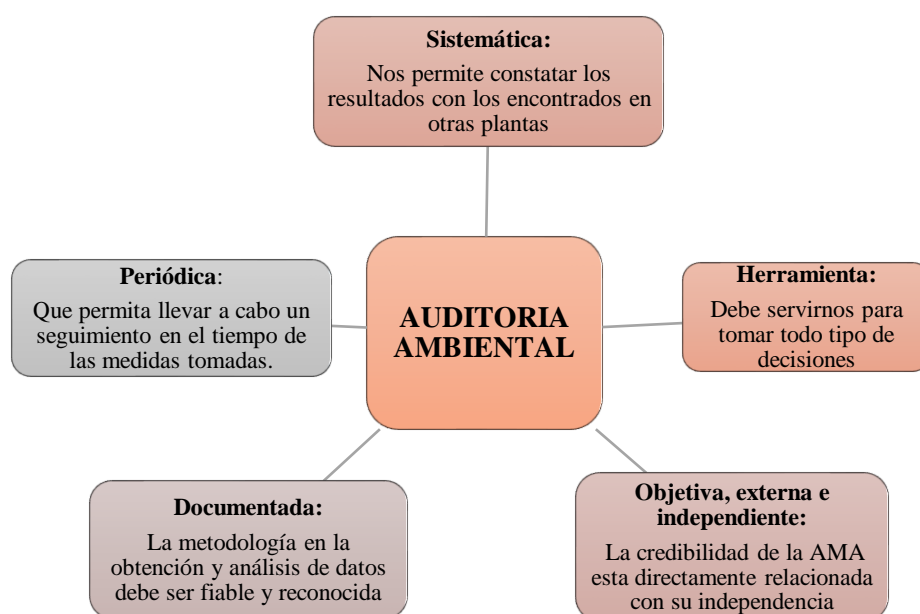 Sistemática:
Nos permite constatar los
resultados con los encontrados en
otras plantas
Periódica:
Que permita llevar a cabo un
seguimiento en el tiempo de
las medidas tomadas.
AUDITORIA
AMBIENTAL
Herramienta:
Debe servirnos para
tomar todo tipo de
decisiones
Documentada:
La metodología en la
obtención y análisis de datos
debe ser fiable y reconocida
Objetiva, externa e
independiente:
La credibilidad de la AMA
esta directamente relacionada
con su independencia